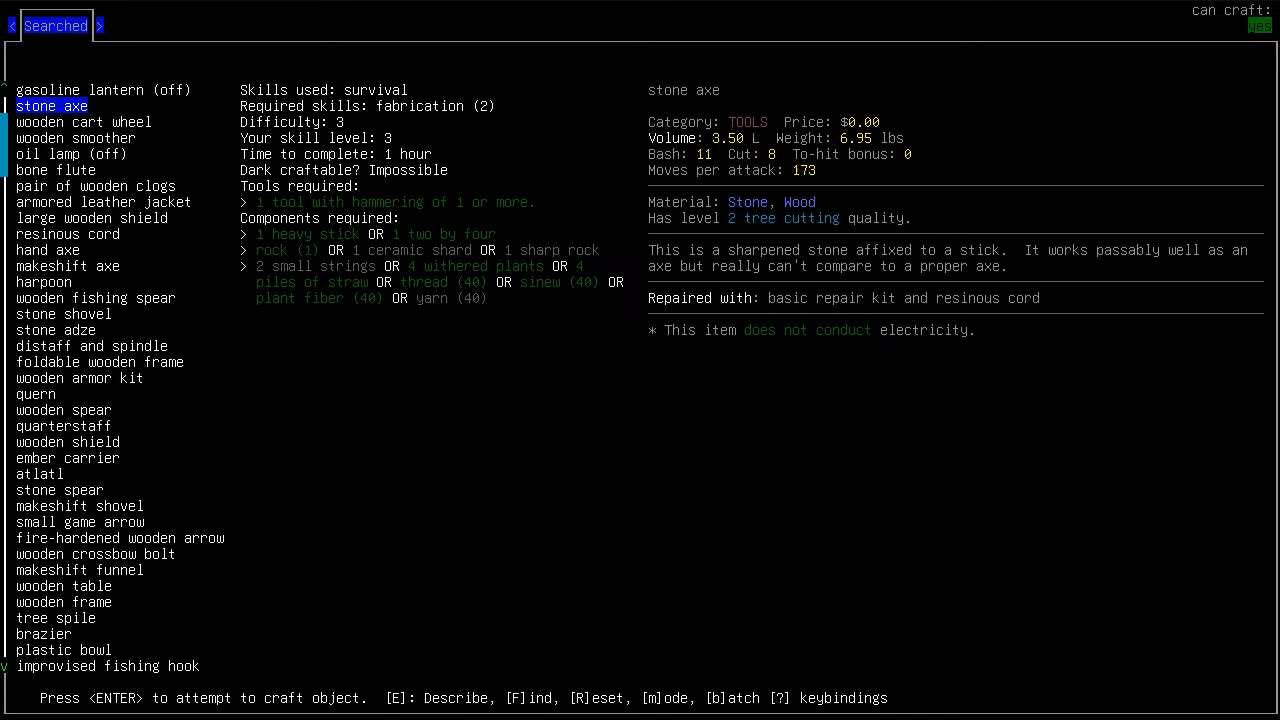 can craft:
< Searched >
yes
gasoline lantern (off)
stone axe
wooden cart wheel
wooden smoother
oil lamp (off)
bone flute
pair of wooden clogs
armored leather jacket
large wooden shield
resinous cord
hand axe
makeshift axe
harpoon
wooden fishing spear
stone shovel
stone adze
distaff and spindle
foldable wooden frame
wooden armor kit
quern
wooden spear
quarterstaff
wooden shield
ember carrier
atlatl
stone spear
makeshift shovel
small game arrow
fire-hardened wooden arrow
wooden crossbow bolt
makeshift funnel
wooden table
wooden frame
tree spile
brazier
plastic bowl
v improvised fishing hook
Skills used: survival
Required skills: fabrication (2)
Difficulty: 3
Your skill level: 3
Time to complete: 1 hour
Dark craftable? Impossible
Tools required:
> 1 tool with hammering of 1 or more.
Components required:
> 1 heavy stick OR 1 two by four
> rock (1) OR 1 ceramic shard OR 1 sharp rock
> 2 small strings OR 4 withered plants OR 4
piles of straw OR thread (40) OR sinew (40) OR
plant fiber (40) OR yarn (40)
stone axe
Category: TOOLS Price: $0.00
Volume: 3.50 L Weight: 6.95 lbs
Bash: 11 Cut: 8 To-hit bonus: 0
Moves per attack: 173
Material: Stone, Wood
Has level 2 tree cutting quality.
This is a sharpened stone affixed to a stick. It works passably well as an
axe but really can't compare to a proper axe.
Repaired with: basic repair kit and resinous cord
* This item does not conduct electricity.
Press <ENTER> to attempt to craft object. [E]: Describe, [F]ind, [R]eset, [m]ode, [b]atch [?] keybindings